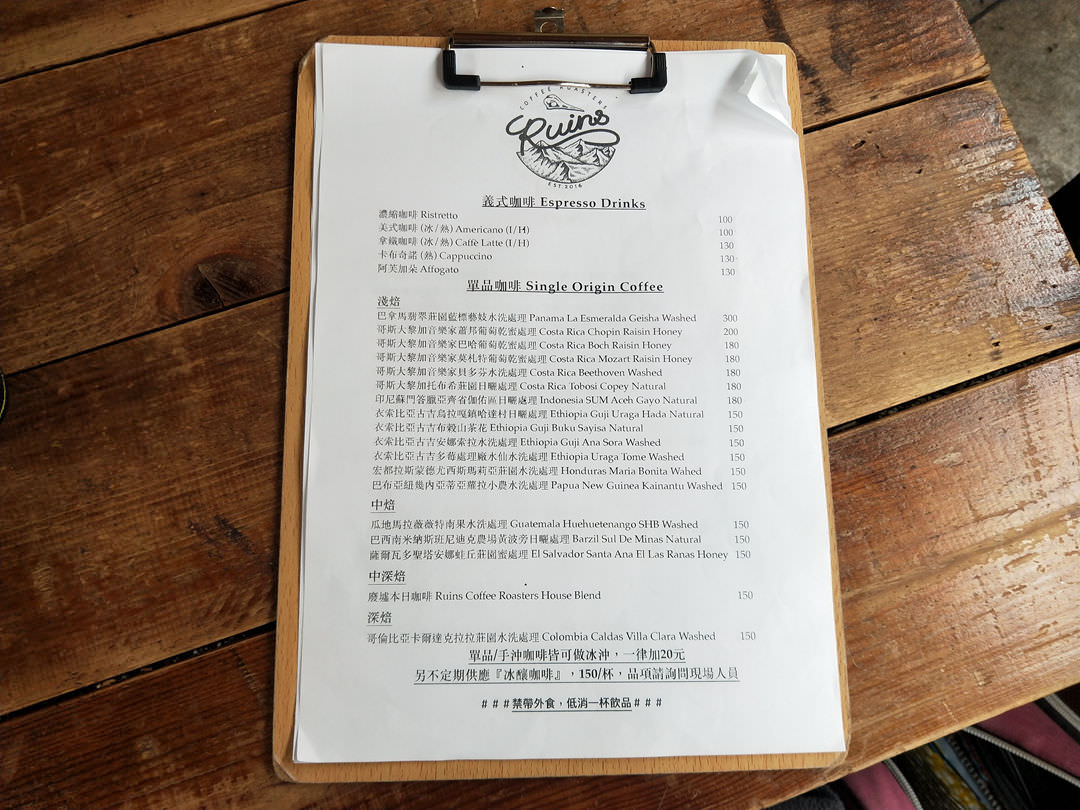 COFFEE ROASTERS
Ruins
EST.2016
義式咖啡 Espresso Drinks
濃縮咖啡 Ristretto 100
美式咖啡 (冰/熱) Americano (I/H) 100
拿鐵咖啡 (冰/熱) Caffè Latte (I/H) 130
卡布奇諾 (熱) Cappuccino 130
阿芙加朵 Affogato 130
單品咖啡 Single Origin Coffee
淺焙
巴拿馬翡翠莊園藍標藝妓水洗處理 Panama La Esmeralda Geisha Washed 300
哥斯大黎加音樂家蕭邦葡萄乾蜜處理 Costa Rica Chopin Raisin Honey 200
哥斯大黎加音樂家巴哈葡萄乾蜜處理 Costa Rica Boch Raisin Honey 180
哥斯大黎加音樂家莫札特葡萄乾蜜處理 Costa Rica Mozart Raisin Honey 180
哥斯大黎加音樂家貝多芬水洗處理 Costa Rica Beethoven Washed 180
哥斯大黎加托布希莊園日曬處理 Costa Rica Tobosi Copey Natural 180
印尼蘇門答臘亞齊省伽佑區日曬處理 Indonesia SUM Aceh Gayo Natural 180
衣索比亞古吉烏拉嘎鎮哈達村日曬處理 Ethiopia Guji Uraga Hada Natural 150
衣索比亞古吉布穀山茶花 Ethiopia Guji Buku Sayisa Natural 150
衣索比亞古吉安娜索拉水洗處理 Ethiopia Guji Ana Sora Washed 150
衣索比亞古吉多莓處理廠水仙水洗處理 Ethiopia Uraga Tome Washed 150
宏都拉斯蒙德尤西斯瑪莉亞莊園水洗處理 Honduras Maria Bonita Wahed 150
巴布亞紐幾內亞蒂亞蘿拉小農水洗處理 Papua New Guinea Kainantu Washed 150
中焙
瓜地馬拉薇薇特南果水洗處理 Guatemala Huehuetenango SHB Washed 150
巴西南米納斯班尼迪克農場黃波旁日曬處理 Barzil Sul De Minas Natural 150
薩爾瓦多聖塔安娜蛙丘莊園蜜處理 El Salvador Santa Ana El Las Ranas Honey 150
中深焙
廢墟本日咖啡 Ruins Coffee Roasters House Blend 150
深焙
哥倫比亞卡爾達克拉拉莊園水洗處理 Colombia Caldas Villa Clara Washed 150
單品/手沖咖啡皆可做冰沖，一律加20元
另不定期供應『冰釀咖啡』，150/杯，品項請詢問現場人員
# # #禁帶外食，低消一杯飲品# # #